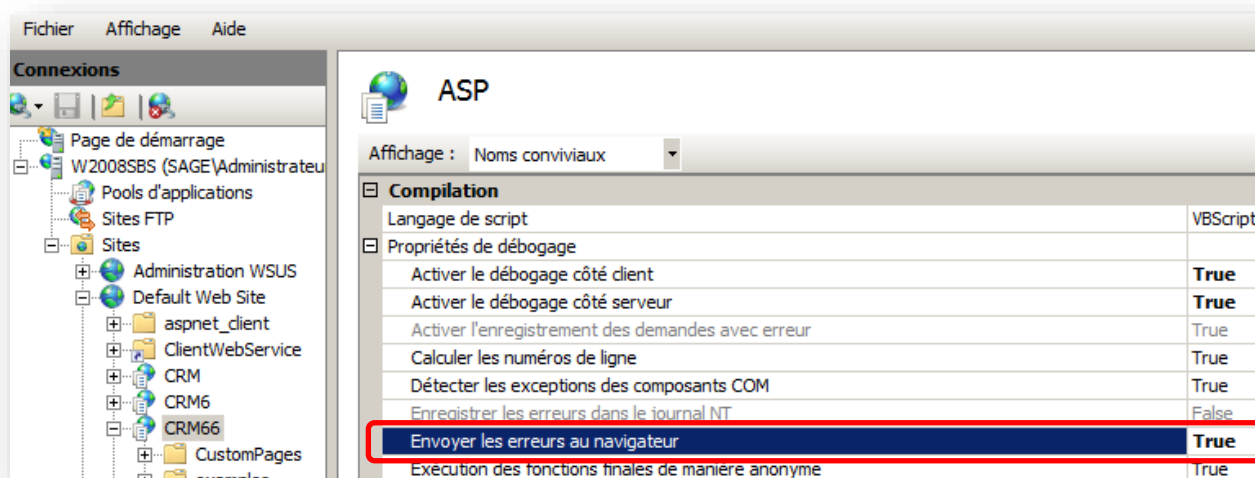 Fichier Affichage Aide
Connexions
Page de démarrage
W2008SBS (SAGE\Administrateu
Pools d'applications
Sites FTP
Sites
Administration WSUS
Default Web Site
aspnet_client
ClientWebService
CRM
CRM6
CRM66
CustomPages
ASP
Affichage : Noms conviviaux
Compilation
Langage de script VBScript
Propriétés de débogage
Activer le débogage côté client True
Activer le débogage côté serveur True
Activer l'enregistrement des demandes avec erreur True
Calculer les numéros de ligne True
Détecter les exceptions des composants COM True
Enregistrer les erreurs dans le journal NT False
Envoyer les erreurs au navigateur True
Exécution des fonctions finales de manière anonyme True